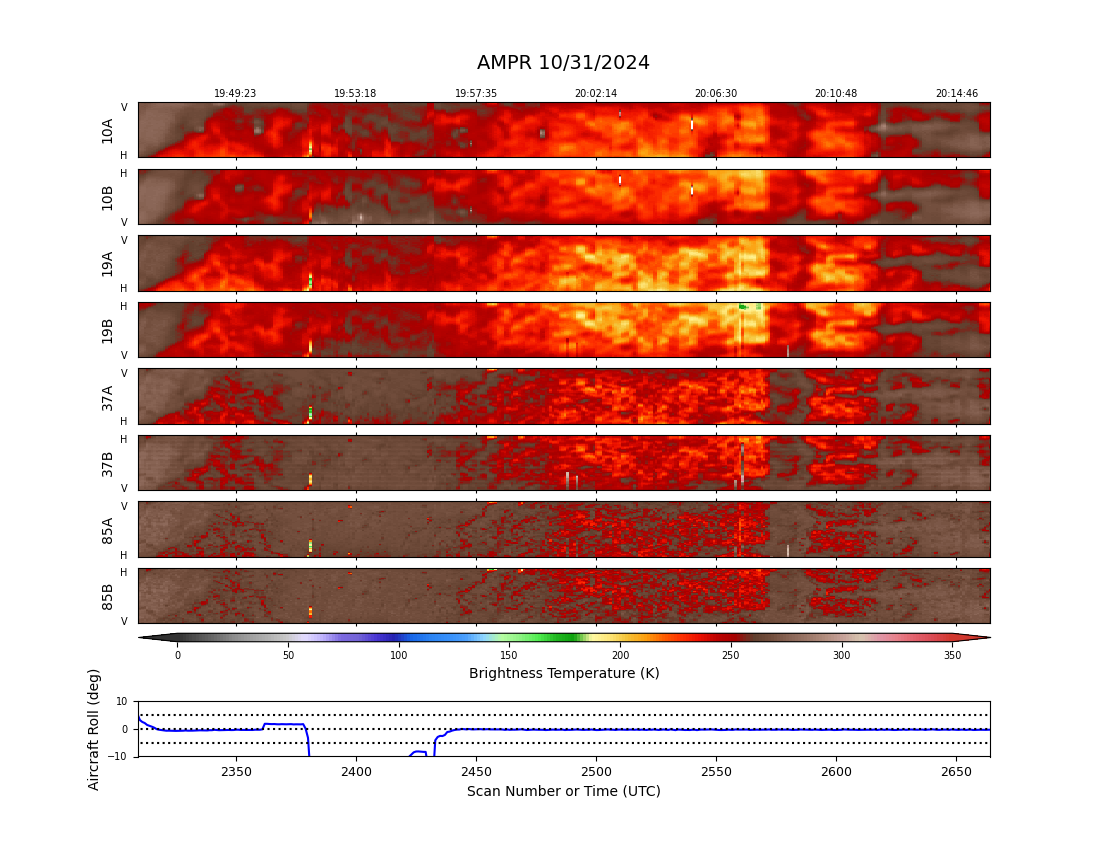 AMPR 10/31/2024
19:49:23 19:53:18 19:57:35 20:02:14 20:06:30 20:10:48 20:14:46
V
10A
H
H
10B
V
V
19A
H
H
19B
V
V
37A
H
H
37B
V
V
85A
H
H
85B
V
0 50 100 150 200 250 300 350
Brightness Temperature (K)
Aircraft Roll (deg)
10
0
−10
2350 2400 2450 2500 2550 2600 2650
Scan Number or Time (UTC)